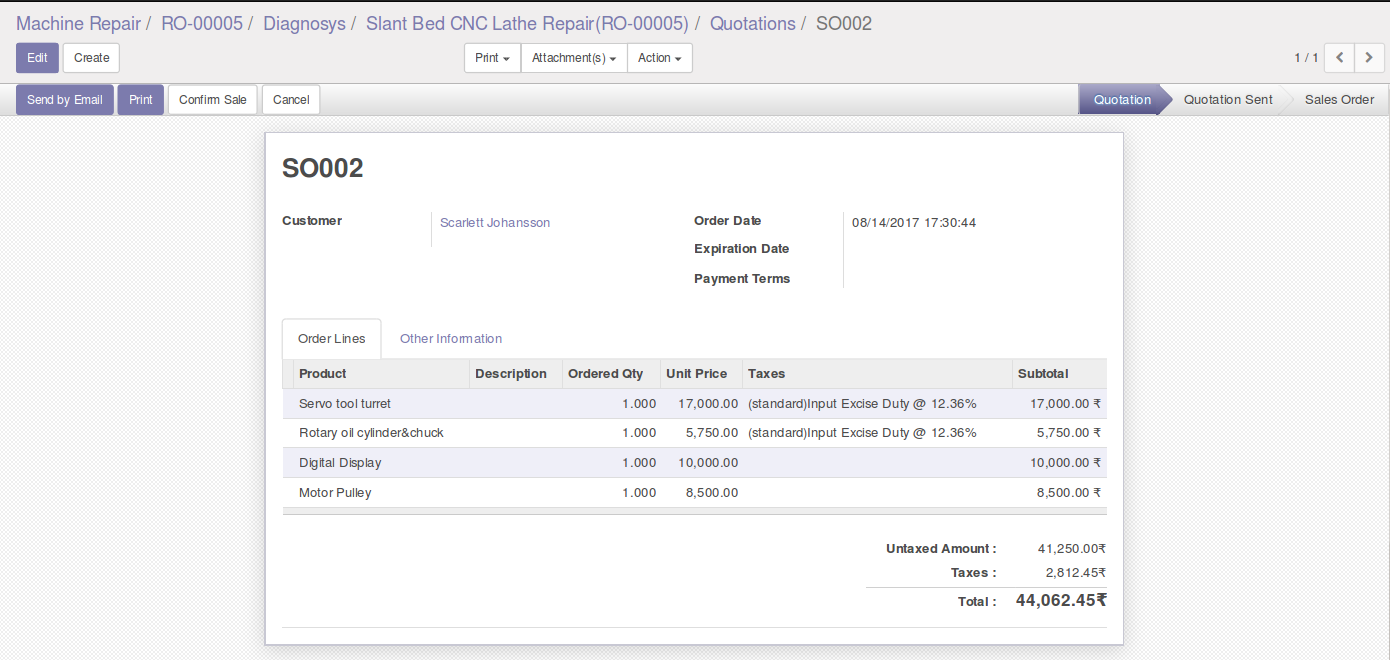 Machine Repair / RO-00005 / Diagnosys / Slant Bed CNC Lathe Repair(RO-00005) / Quotations / SO002
Edit Create Print Attachment(s) Action 1 / 1
Send by Email Print Confirm Sale Cancel Quotation Quotation Sent Sales Order
SO002
Customer Scarlett Johansson Order Date 08/14/2017 17:30:44
Expiration Date
Payment Terms
Order Lines Other Information
Product Description Ordered Qty Unit Price Taxes Subtotal
Servo tool turret 1.000 17,000.00 (standard)Input Excise Duty @ 12.36% 17,000.00 ₹
Rotary oil cylinder&chuck 1.000 5,750.00 (standard)Input Excise Duty @ 12.36% 5,750.00 ₹
Digital Display 1.000 10,000.00 10,000.00 ₹
Motor Pulley 1.000 8,500.00 8,500.00 ₹
Untaxed Amount : 41,250.00₹
Taxes : 2,812.45₹
Total : 44,062.45₹